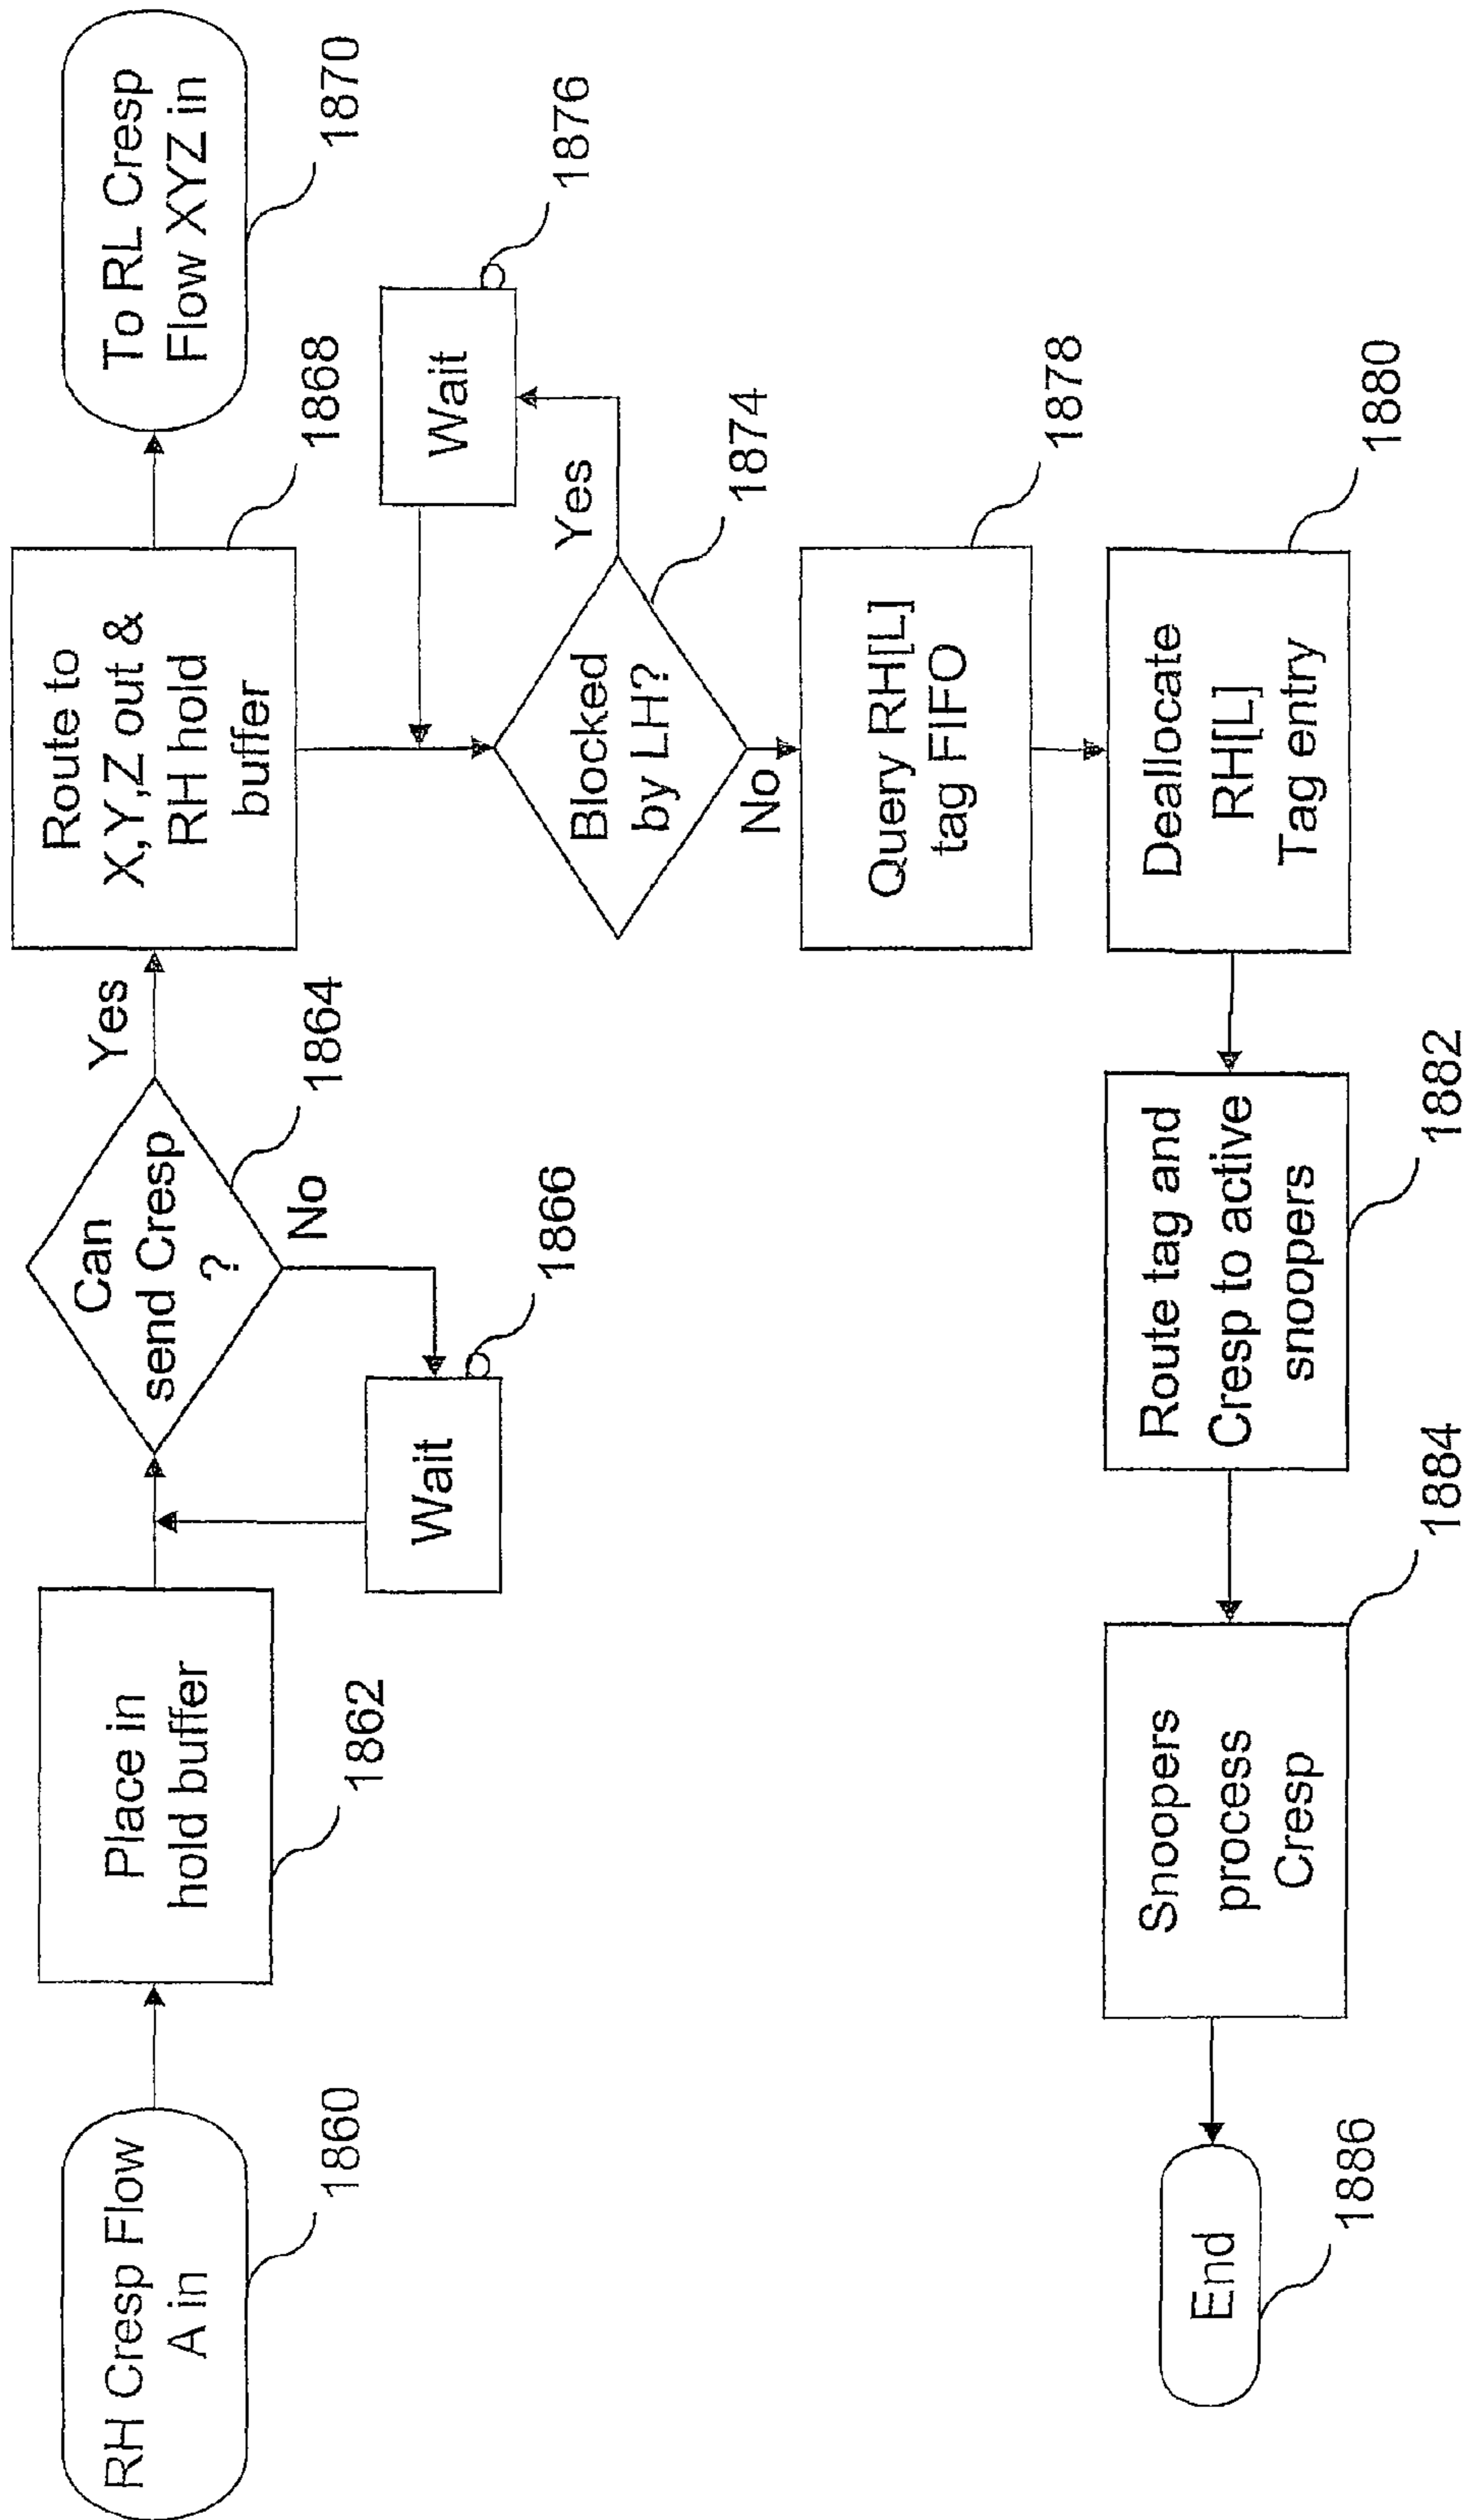 RH Cresp Flow
A in
1860
Place in
hold buffer
1862
Can
send Cresp
?
1864
Yes
No
Wait
1866
Route to
X,Y,Z out &
RH hold
buffer
1868
To RL Cresp
Flow XYZ in
1870
Blocked
by LH?
1874
Yes
No
Wait
1876
Query RH[L]
tag FIFO
1878
Deallocate
RH[L]
Tag entry
1880
Route tag and
Cresp to active
snoopers
1882
Snoopers
process
Cresp
1884
End
1886